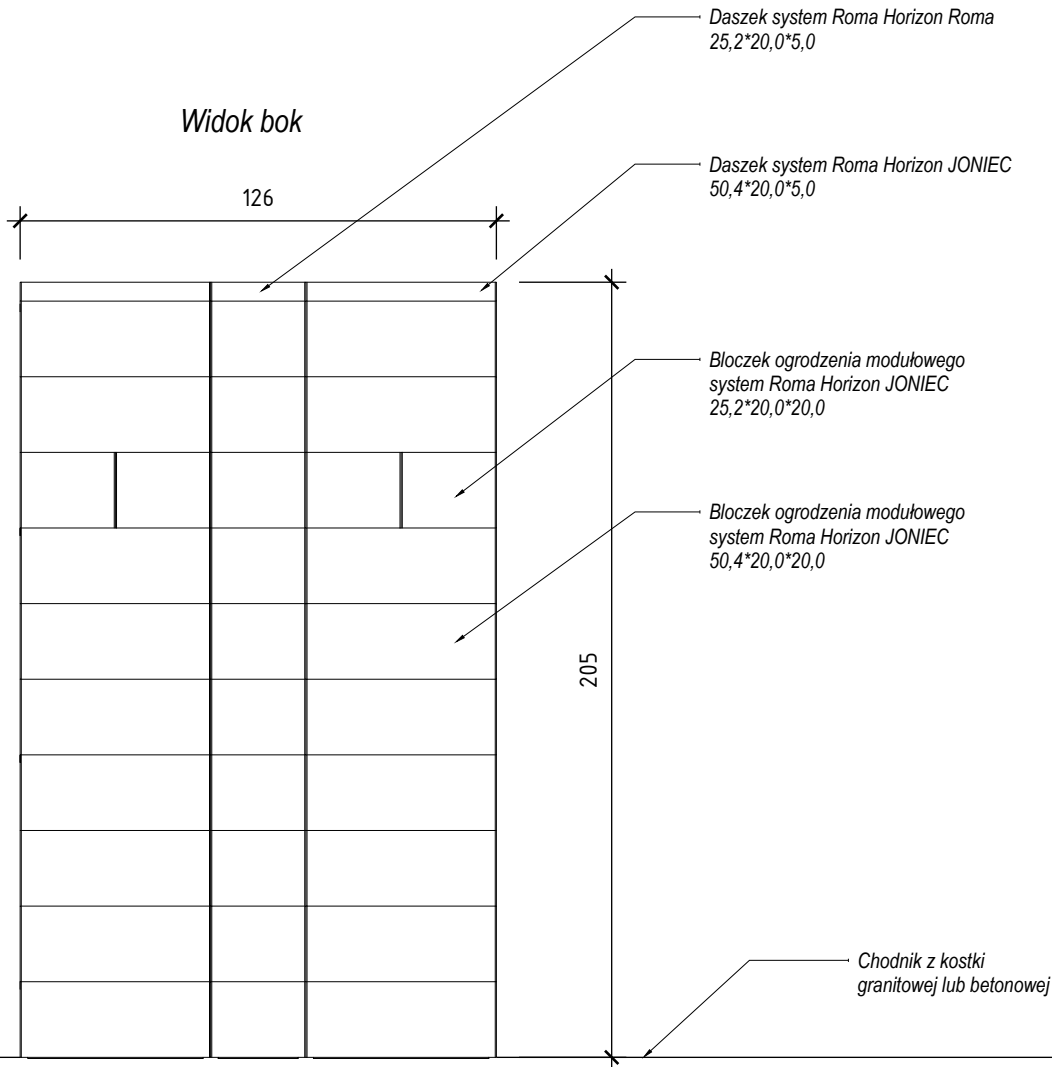 Daszek system Roma Horizon Roma
25,2*20,0*5,0
Widok bok
Daszek system Roma Horizon JONIEC
50,4*20,0*5,0
126
Bloczek ogrodzenia modułowego
system Roma Horizon JONIEC
25,2*20,0*20,0
Bloczek ogrodzenia modułowego
system Roma Horizon JONIEC
50,4*20,0*20,0
205
Chodnik z kostki
granitowej lub betonowej